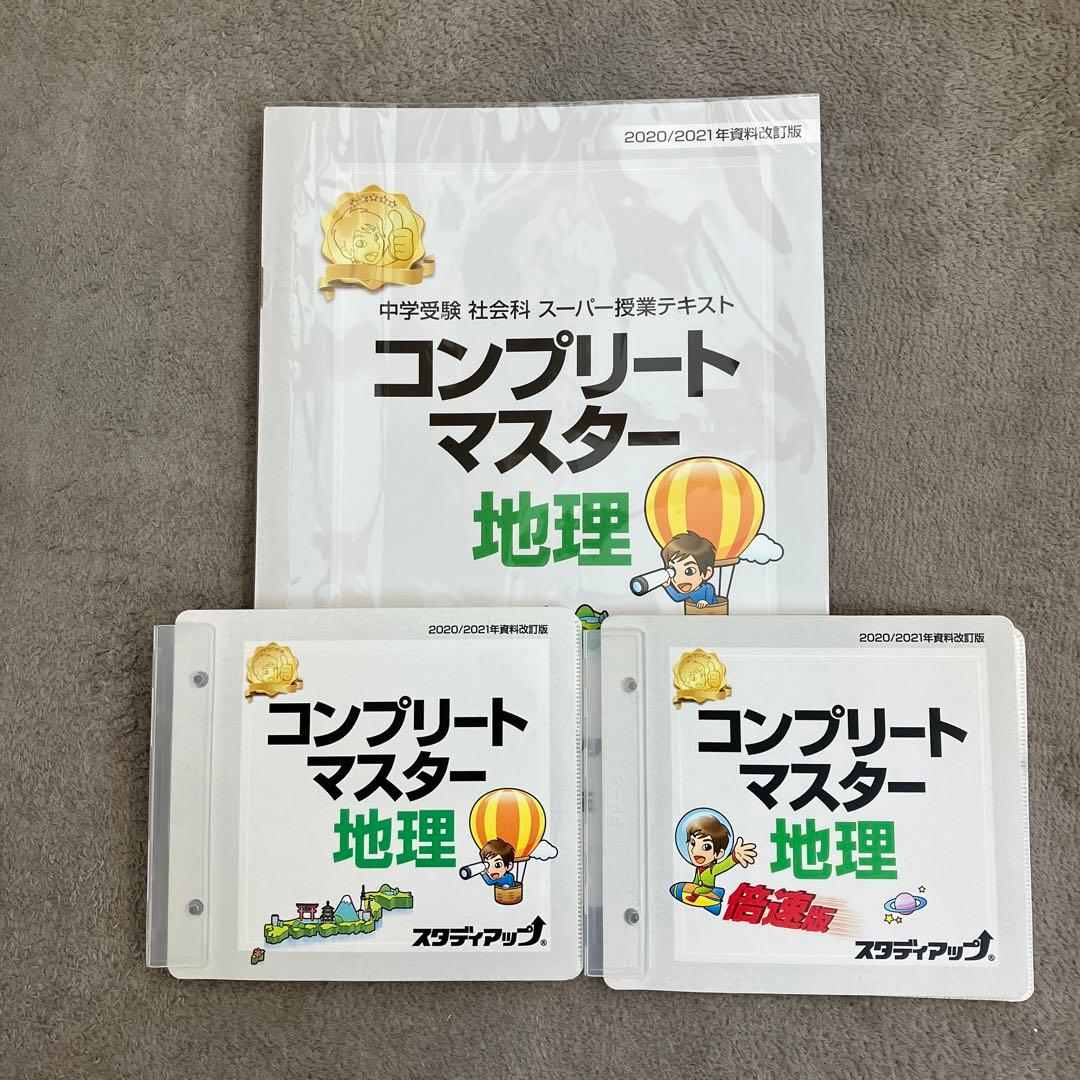 2020/2021年資料改訂版
中学受験 社会科 スーパー授業テキスト
コンプリート
マスター
地理
2020/2021年資料改訂版
コンプリート
マスター
地理
スタディアップ®
2020/2021年資料改訂版
コンプリート
マスター
地理
倍速版
スタディアップ®